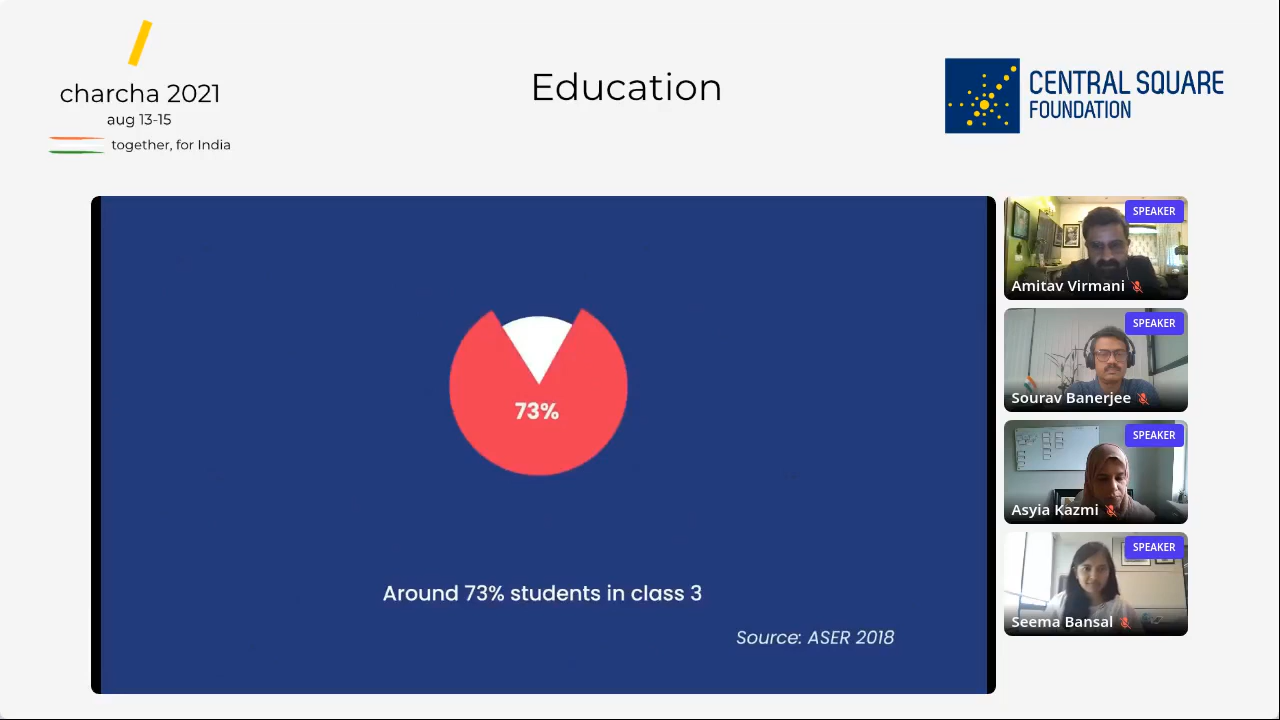 charcha 2021
aug 13-15
together, for India
Education
CENTRAL SQUARE
FOUNDATION
73%
Around 73% students in class 3
Source: ASER 2018
SPEAKER
Amitav Virmani
SPEAKER
Sourav Banerjee
SPEAKER
Asyia Kazmi
SPEAKER
Seema Bansal